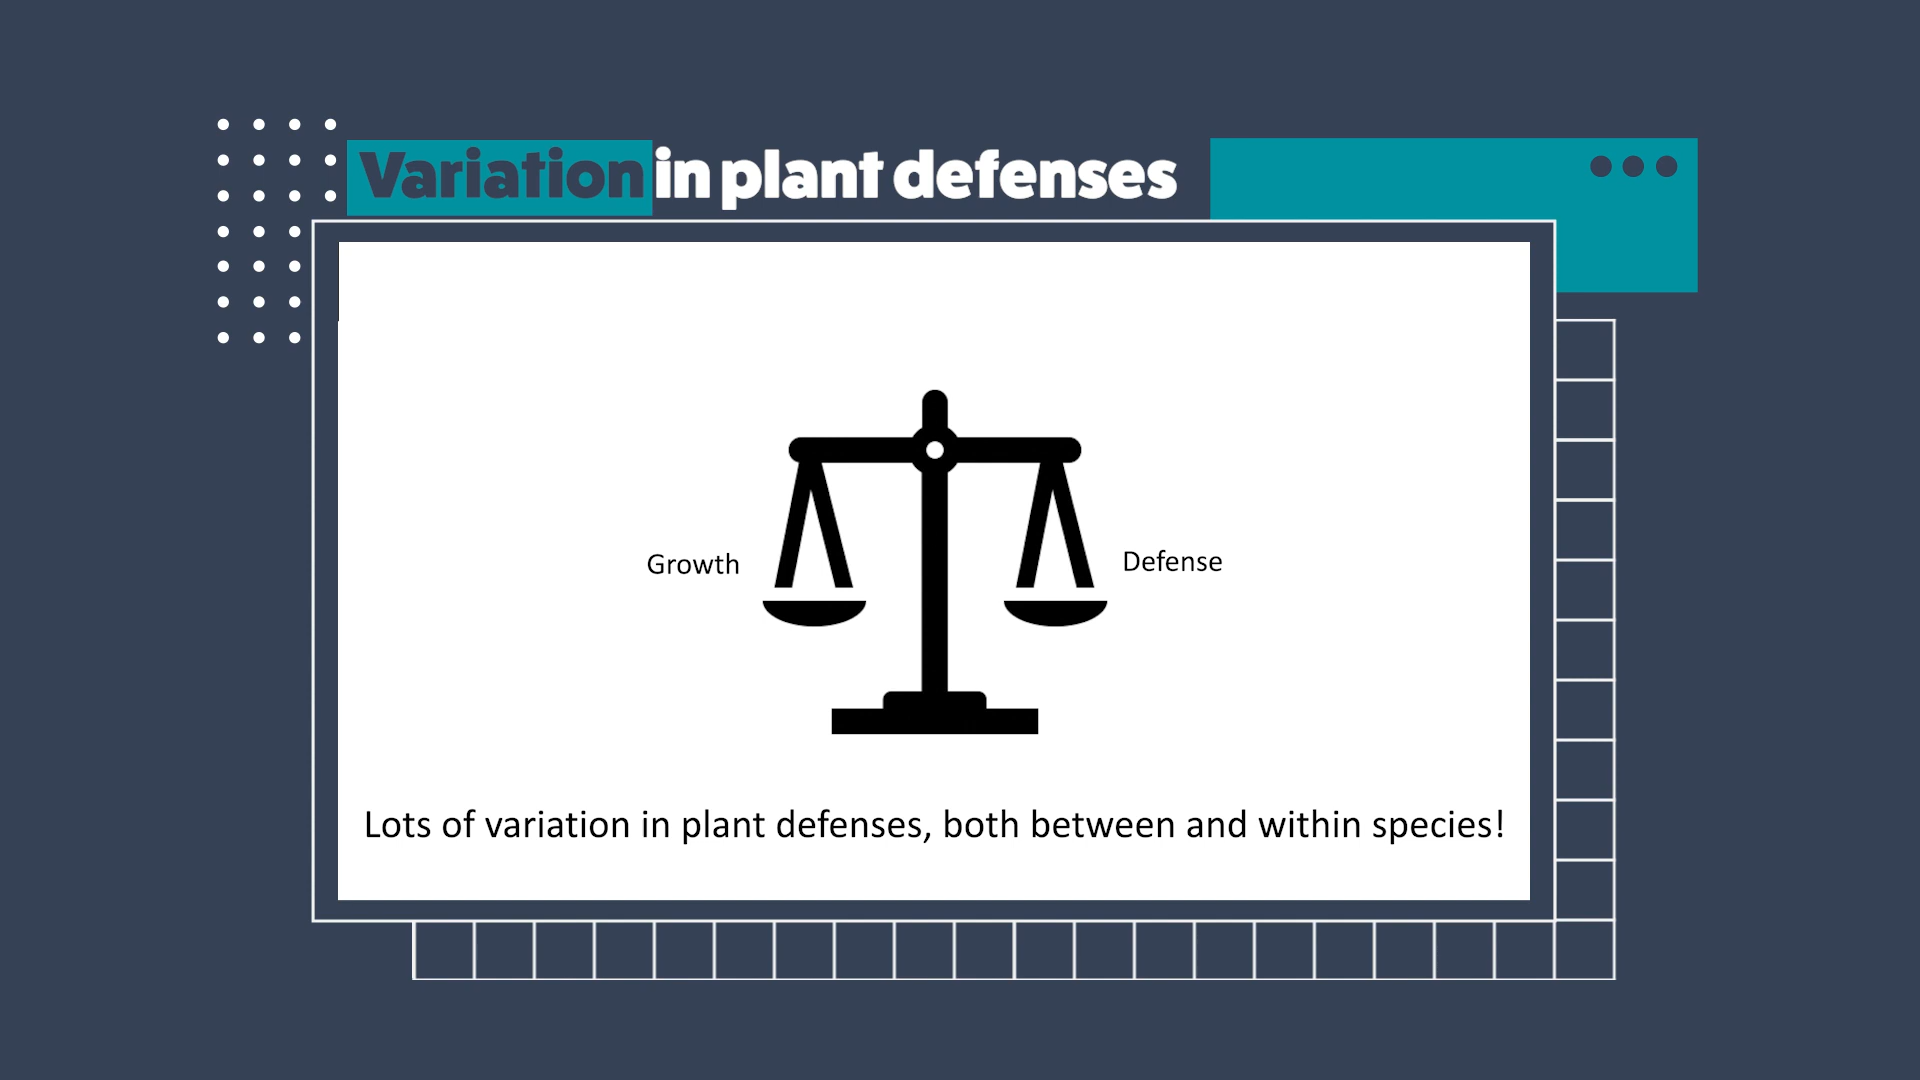 Variation in plant defenses
Growth
Defense
Lots of variation in plant defenses, both between and within species!